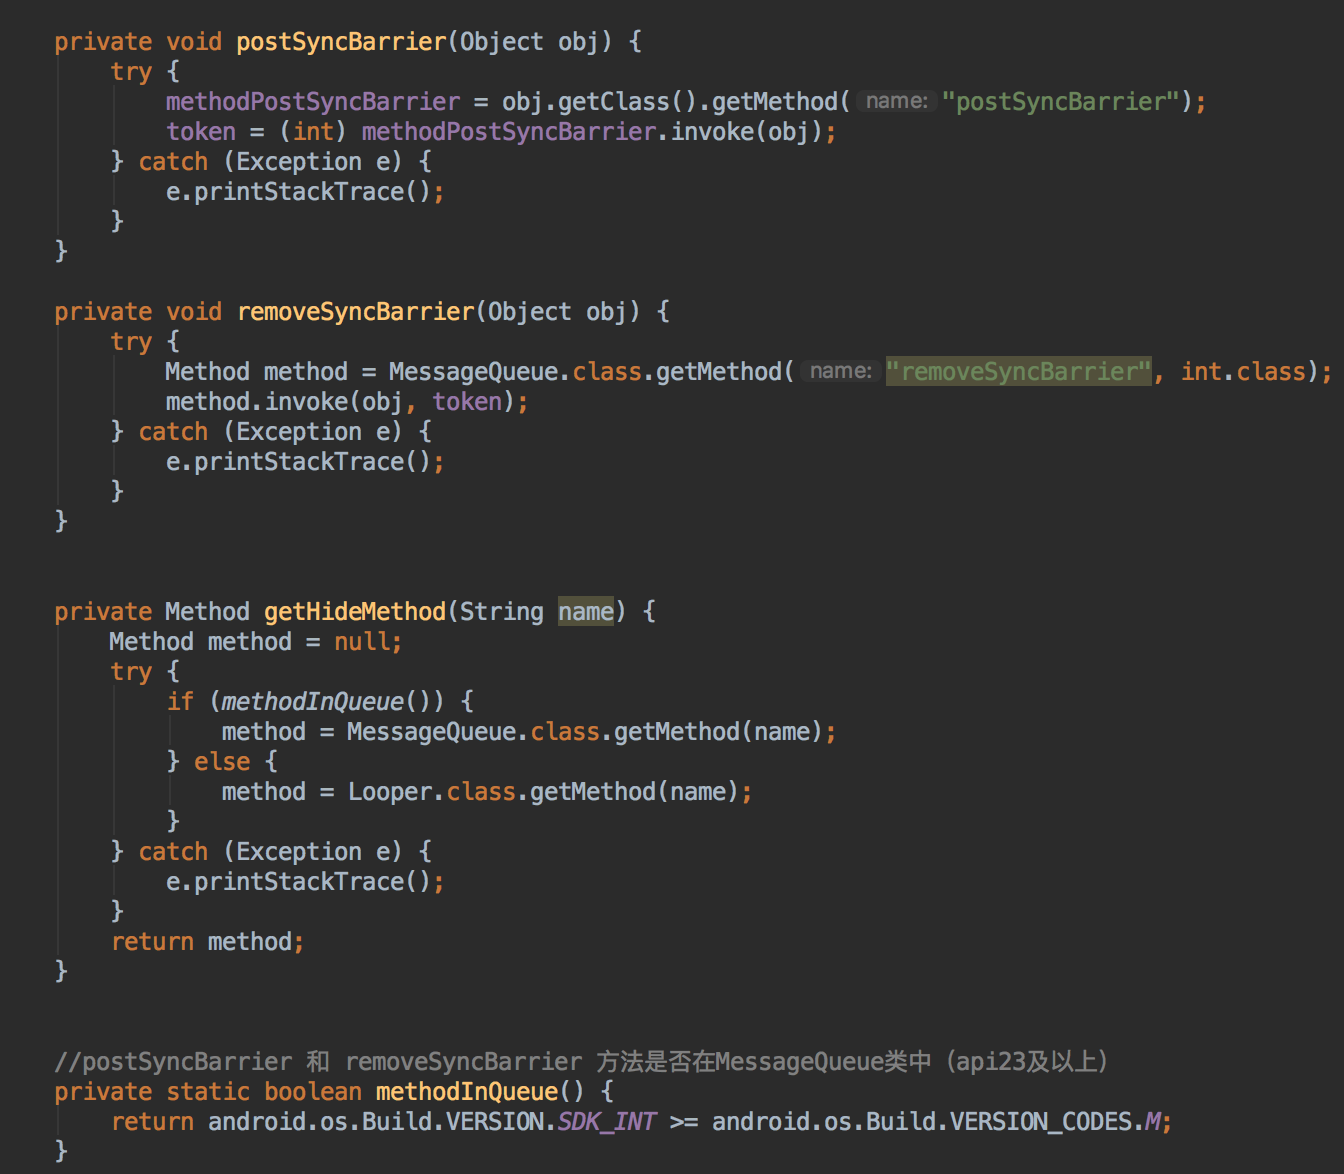 private void postSyncBarrier(Object obj) {
try {
methodPostSyncBarrier = obj.getClass().getMethod( name: "postSyncBarrier");
token = (int) methodPostSyncBarrier.invoke(obj);
} catch (Exception e) {
e.printStackTrace();
}
}
private void removeSyncBarrier(Object obj) {
try {
Method method = MessageQueue.class.getMethod( name: "removeSyncBarrier", int.class);
method.invoke(obj, token);
} catch (Exception e) {
e.printStackTrace();
}
}
private Method getHideMethod(String name) {
Method method = null;
try {
if (methodInQueue()) {
method = MessageQueue.class.getMethod(name);
} else {
method = Looper.class.getMethod(name);
}
} catch (Exception e) {
e.printStackTrace();
}
return method;
}
//postSyncBarrier 和 removeSyncBarrier 方法是否在MessageQueue类中（api23及以上）
private static boolean methodInQueue() {
return android.os.Build.VERSION.SDK_INT >= android.os.Build.VERSION_CODES.M;
}